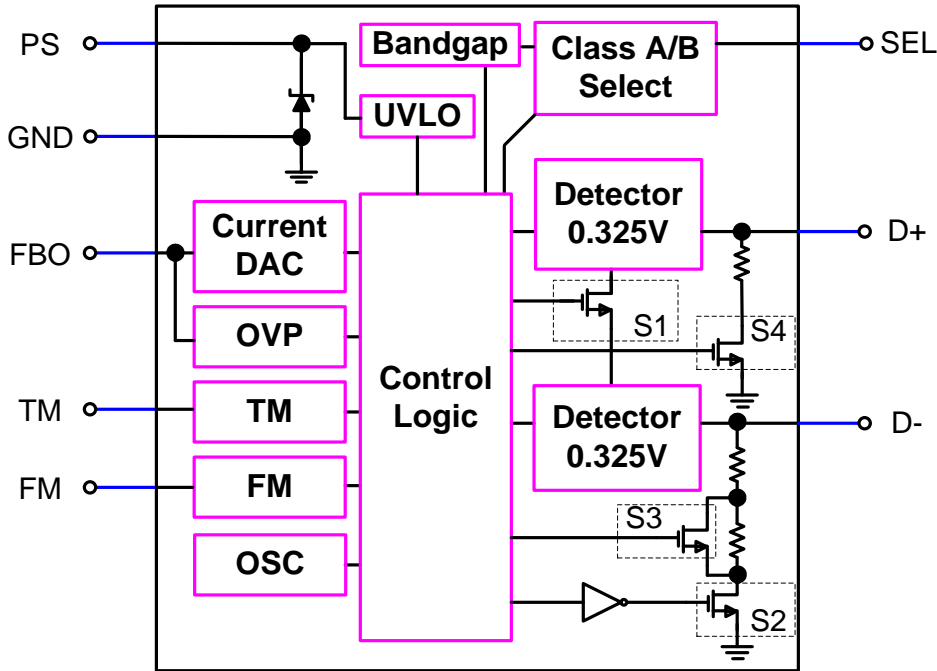 PS
Bandgap
Class A/B
Select
SEL
UVLO
GND
Detector
0.325V
D+
Current
DAC
FBO
S1
S4
OVP
Control
Logic
TM
TM
Detector
0.325V
D-
FM
FM
S3
OSC
S2